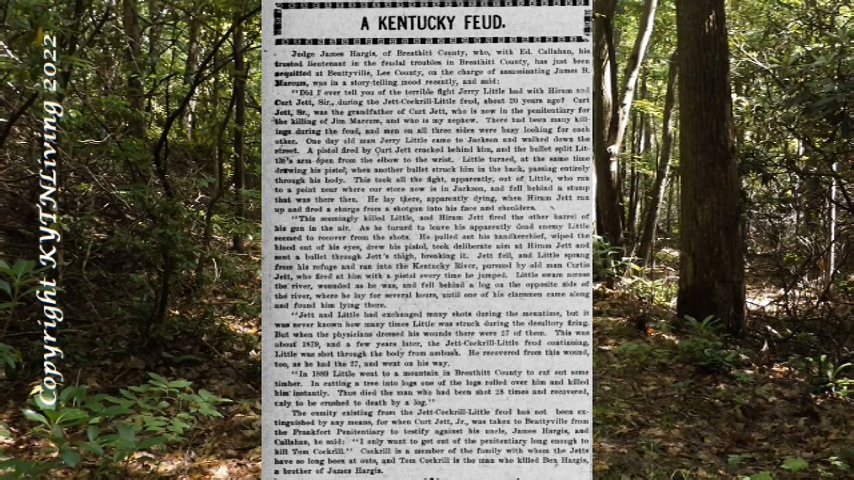 Copyright KYTNLiving 2022
A KENTUCKY FEUD.
Judge James Hargis, of Breathitt County, who, with Ed. Callahan, his
trusted lieutenant in the feudal troubles in Breathitt County, has just been
acquitted at Beattyville, Lee County, on the charge of assassinating James B.
Marcum, was in a story-telling mood recently, and said:
"Did I ever tell you of the terrible fight Jerry Little had with Hiram and
Curt Jett, Sir., during the Jett-Cockrill-Little feud, about 20 years ago? Curt
Jett, Sr., was the grandfather of Curt Jett, who is now in the penitentiary for
the killing of Jim Marcum, and who is my nephew. There had been many kill-
ings during the feud, and men on all three sides were busy looking for each
other. One day old man Jerry Little came to Jackson and walked down the
street. A pistol fired by Curt Jett cracked behind him, and the bullet split Lit-
tle's arm open from the elbow to the wrist. Little turned, at the same time
drawing his pistol, when another bullet struck him in the back, passing entirely
through his body. This took all the fight, apparently, out of Little, who ran
to a point near where our store now is in Jackson, and fell behind a stump
that was there then. He lay there, apparently dying, when Hiram Jett ran
up and fired a charge from a shotgun into his face and shoulders.
"This seemingly killed Little, and Hiram Jett fired the other barrel of
his gun in the air. As he turned to leave his apparently dead enemy Little
seemed to recover from the shots. He pulled out his handkerchief, wiped the
blood out of his eyes, drew his pistol, took deliberate aim at Hiram Jett and
sent a bullet through Jett's thigh, breaking it. Jett fell, and Little sprang
from his refuge and ran into the Kentucky River, pursued by old man Curtis
Jett, who fired at him with a pistol every time he jumped. Little swam across
the river, wounded as he was, and fell behind a log on the opposite side of
the river, where he lay for several hours, until one of his clansmen came along
and found him lying there.
"Jett and Little had exchanged many shots during the meantime, but it
was never known how many times Little was struck during the desultory firing.
But when the physicians dressed his wounds there were 27 of them. This was
about 1879, and a few years later, the Jett-Cockrill-Little feud continuing,
Little was shot through the body from ambush. He recovered from this wound,
too, as he had the 27, and went on his way.
"In 1889 Little went to a mountain in Breathitt County to cut out some
timber. In cutting a tree into logs one of the logs rolled over him and killed
him instantly. Thus died the man who had been shot 28 times and recovered,
only to be crushed to death by a log."
The enmity existing from the Jett-Cockrill-Little feud has not been ex-
tinguished by any means, for when Curt Jett, Jr., was taken to Beattyville from
the Frankfort Penitentiary to testify against his uncle, James Hargis, and
Callahan, he said: "I only want to get out of the penitentiary long enough to
kill Tom Cockrill." Cockrill is a member of the family with whom the Jetts
have so long been at outs, and Tom Cockrill is the man who killed Ben Hargis,
a brother of James Hargis.